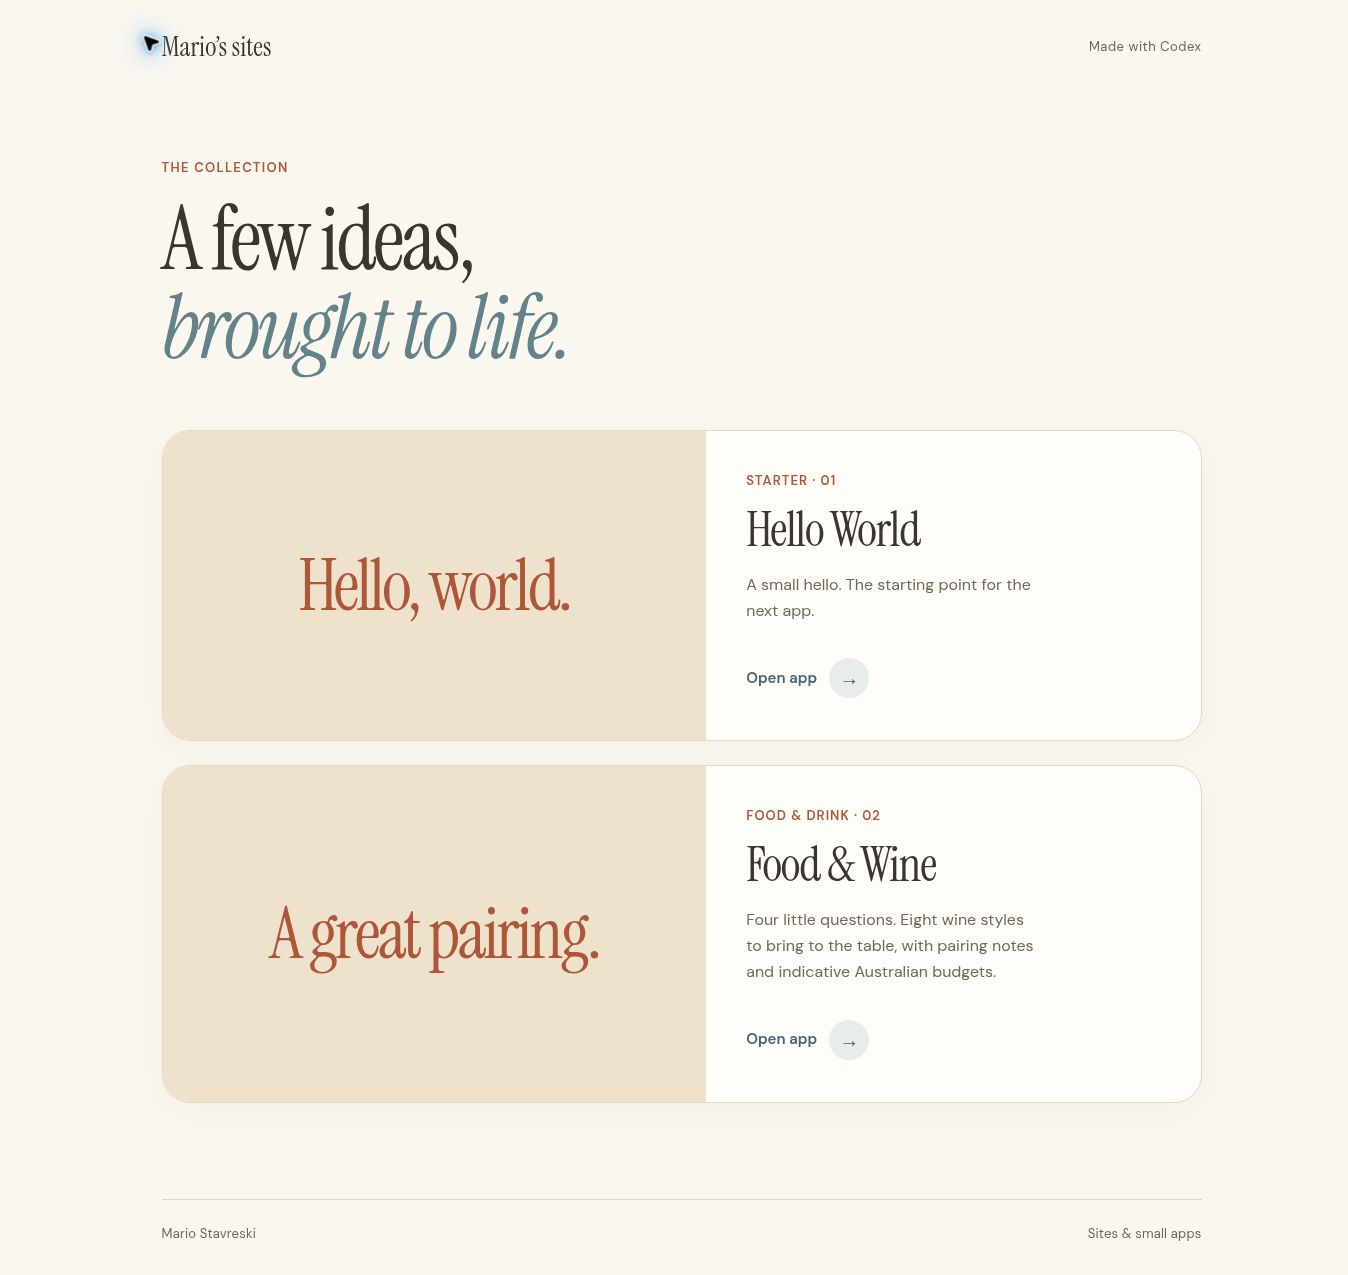 Mario’s sites
Made with Codex
THE COLLECTION
A few ideas,
brought to life.
Hello, world.
STARTER · 01
Hello World
A small hello. The starting point for the
next app.
Open app →
A great pairing.
FOOD & DRINK · 02
Food & Wine
Four little questions. Eight wine styles
to bring to the table, with pairing notes
and indicative Australian budgets.
Open app →
Mario Stavreski
Sites & small apps